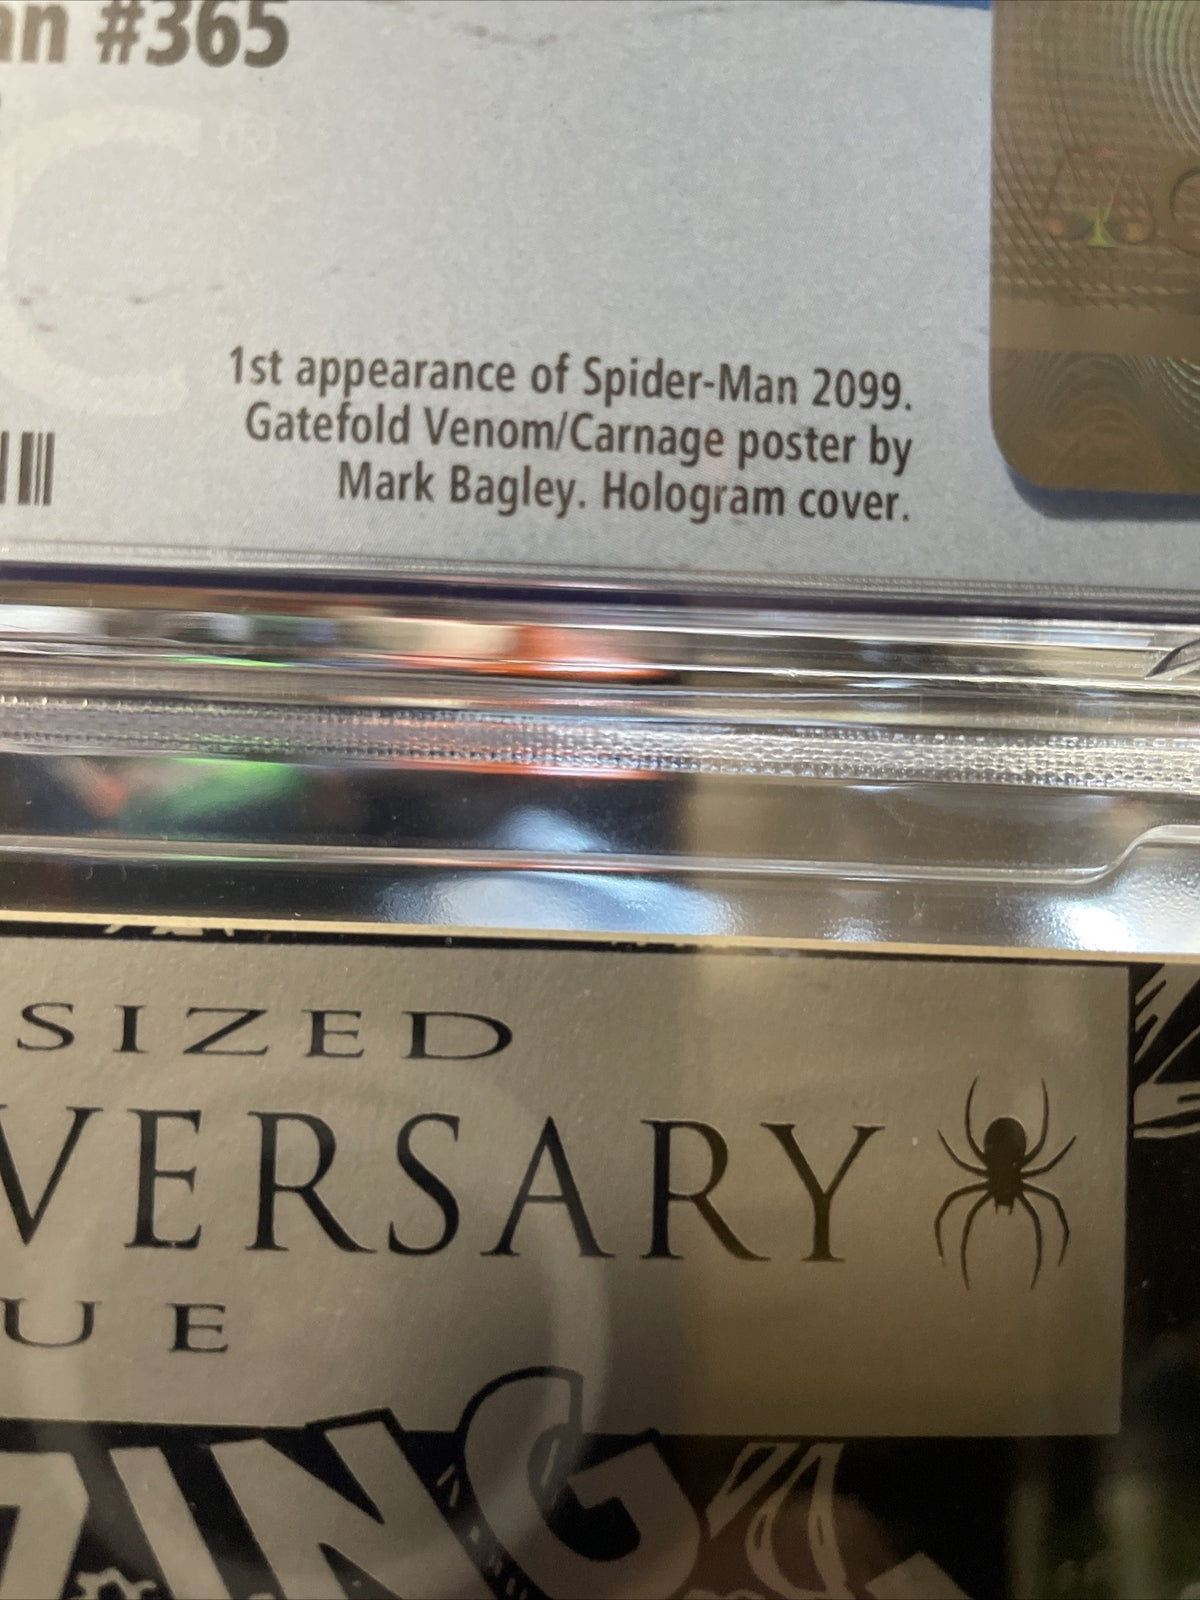 an #365
®
1st appearance of Spider-Man 2099.
Gatefold Venom/Carnage poster by
Mark Bagley. Hologram cover.
SIZED
VERSARY
UE
ZING